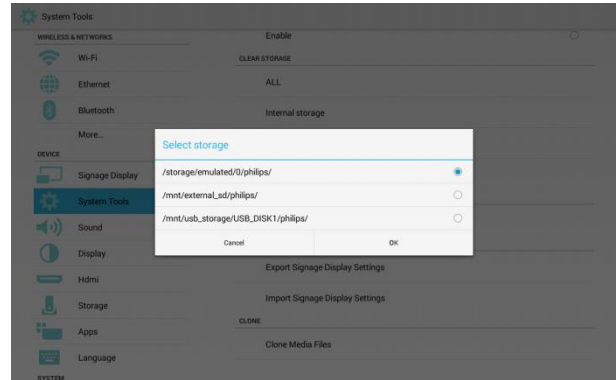 System Tools
WIRELESS & NETWORKS
Wi-Fi
Ethernet
Bluetooth
More...
DEVICE
Signage Display
System Tools
Sound
Display
Hdmi
Storage
Apps
Language
SYSTEM
Enable
CLEAR STORAGE
ALL
Internal storage
Select storage
/storage/emulated/0/philips/
/mnt/external_sd/philips/
/mnt/usb_storage/USB_DISK1/philips/
Cancel OK
Export Signage Display Settings
Import Signage Display Settings
CLONE
Clone Media Files